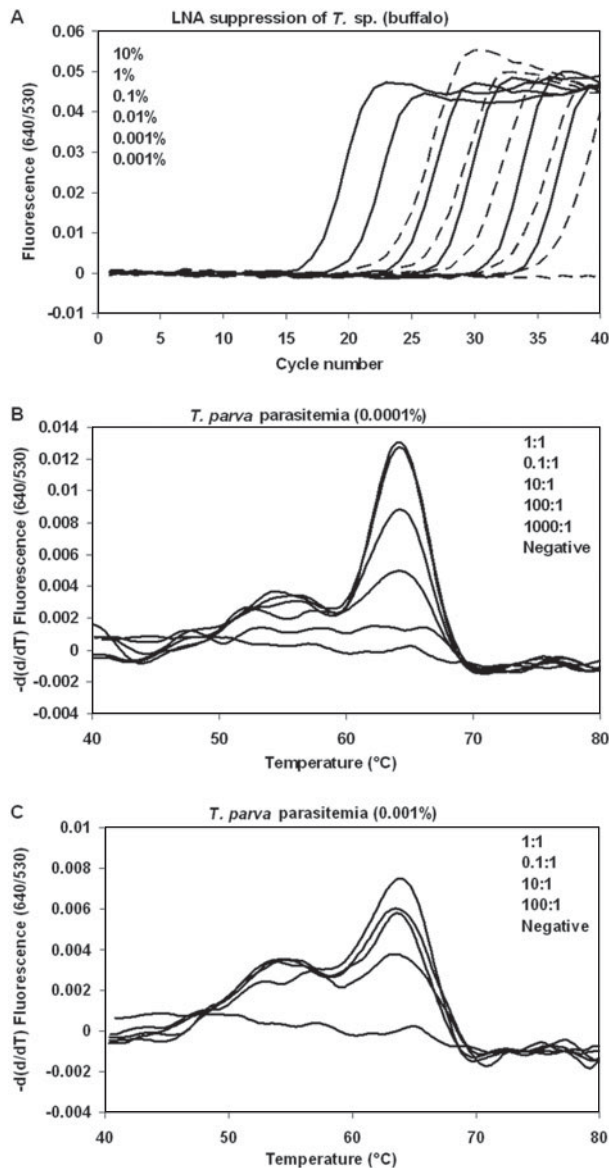 A
LNA suppression of T. sp. (buffalo)
0.06
0.05
0.04
0.03
0.02
0.01
0
-0.01
Fluorescence (640/530)
10%
1%
0.1%
0.01%
0.001%
0.001%
0 5 10 15 20 25 30 35 40
Cycle number
B
T. parva parasitemia (0.0001%)
0.014
0.012
0.01
0.008
0.006
0.004
0.002
0
-0.002
-0.004
-d(d/dT) Fluorescence (640/530)
1:1
0.1:1
10:1
100:1
1000:1
Negative
40 50 60 70 80
Temperature (°C)
C
T. parva parasitemia (0.001%)
0.01
0.008
0.006
0.004
0.002
0
-0.002
-0.004
-d(d/dT) Fluorescence (640/530)
1:1
0.1:1
10:1
100:1
Negative
40 50 60 70 80
Temperature (°C)